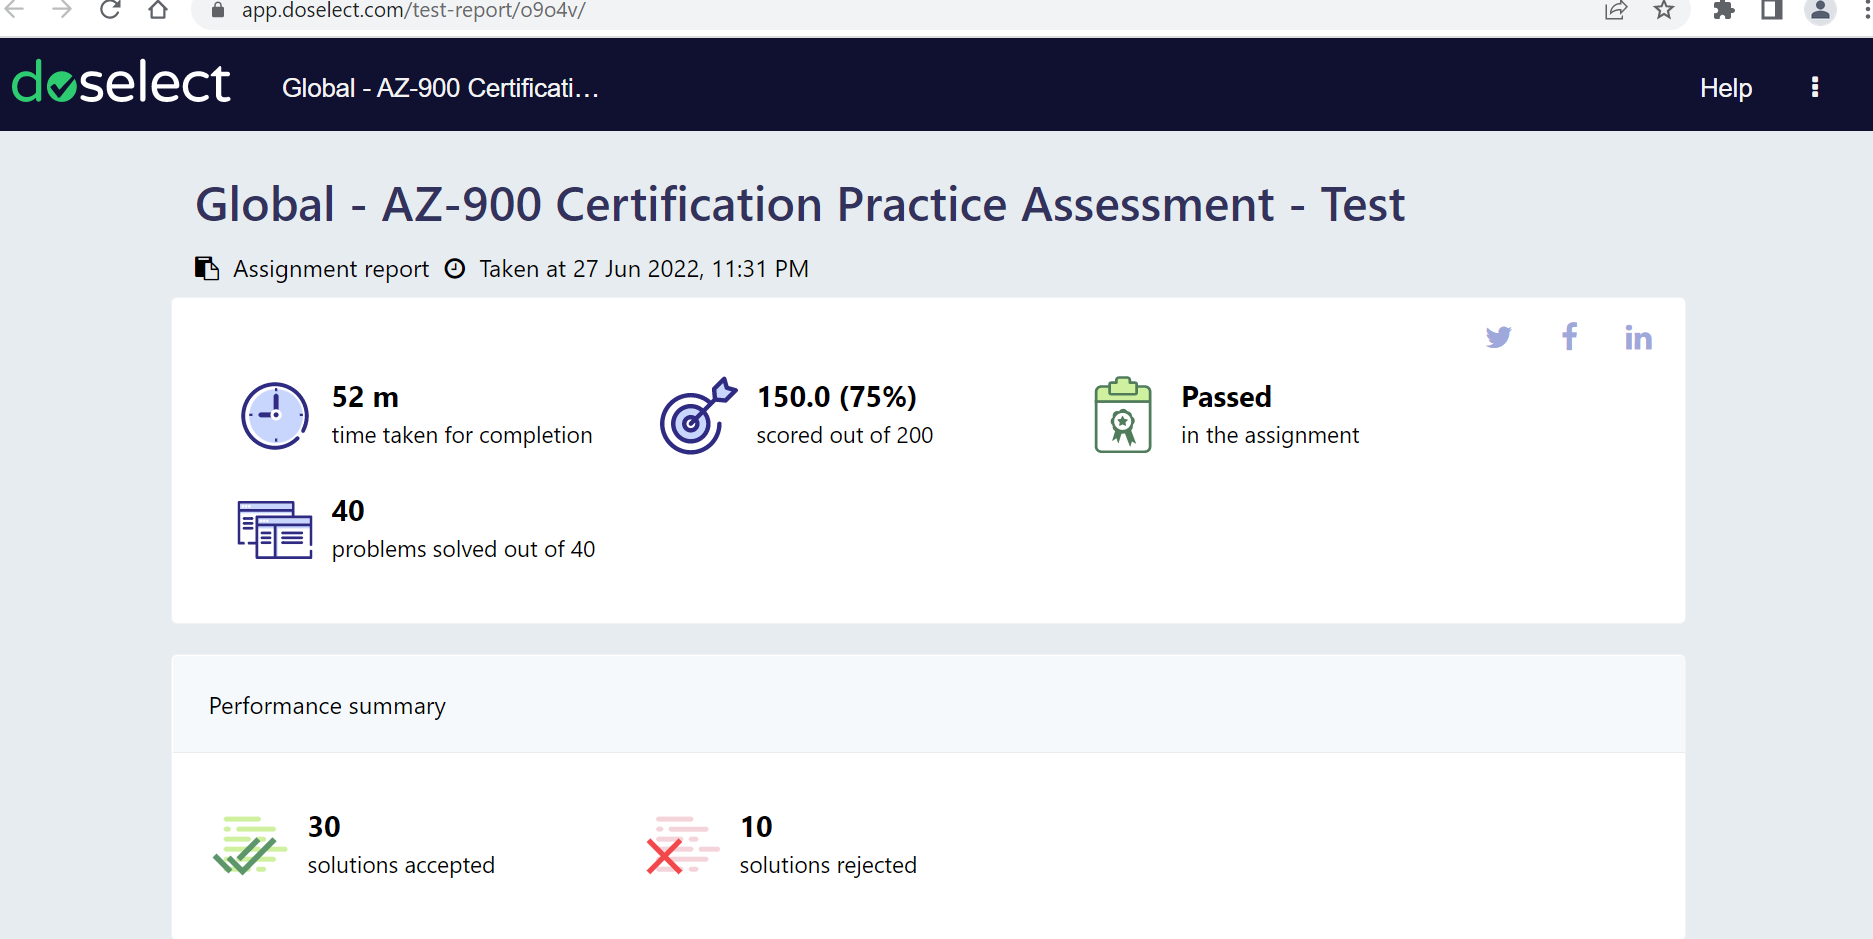 app.doselect.com/test-report/o9o4v/
doselect
Global - AZ-900 Certificati...
Help
Global - AZ-900 Certification Practice Assessment - Test
Assignment report Taken at 27 Jun 2022, 11:31 PM
52 m
time taken for completion
150.0 (75%)
scored out of 200
Passed
in the assignment
40
problems solved out of 40
Performance summary
30
solutions accepted
10
solutions rejected